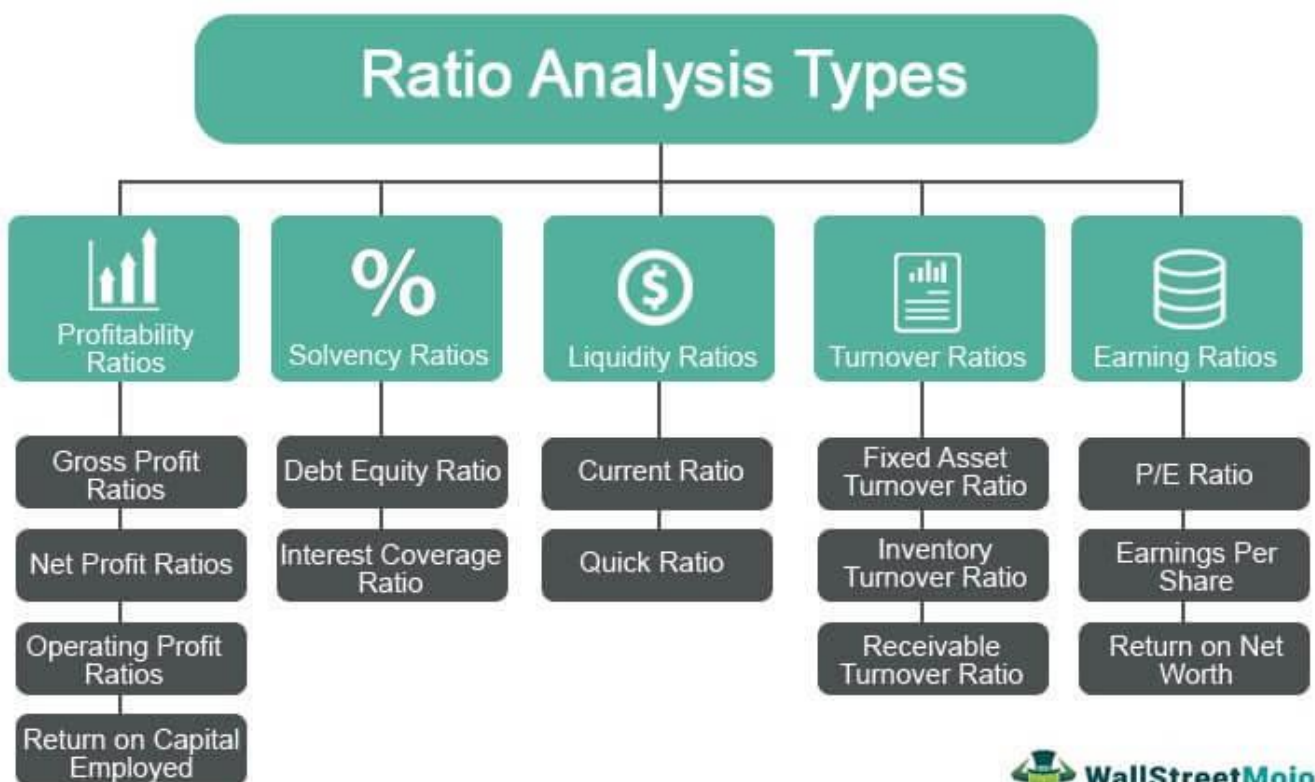 Ratio Analysis Types
Profitability
Ratios
%
Solvency Ratios
$
Liquidity Ratios
Turnover Ratios
Earning Ratios
Gross Profit
Ratios
Net Profit Ratios
Operating Profit
Ratios
Return on Capital
Employed
Debt Equity Ratio
Interest Coverage
Ratio
Current Ratio
Quick Ratio
Fixed Asset
Turnover Ratio
Inventory
Turnover Ratio
Receivable
Turnover Ratio
P/E Ratio
Earnings Per
Share
Return on Net
Worth
WallStreetMojo